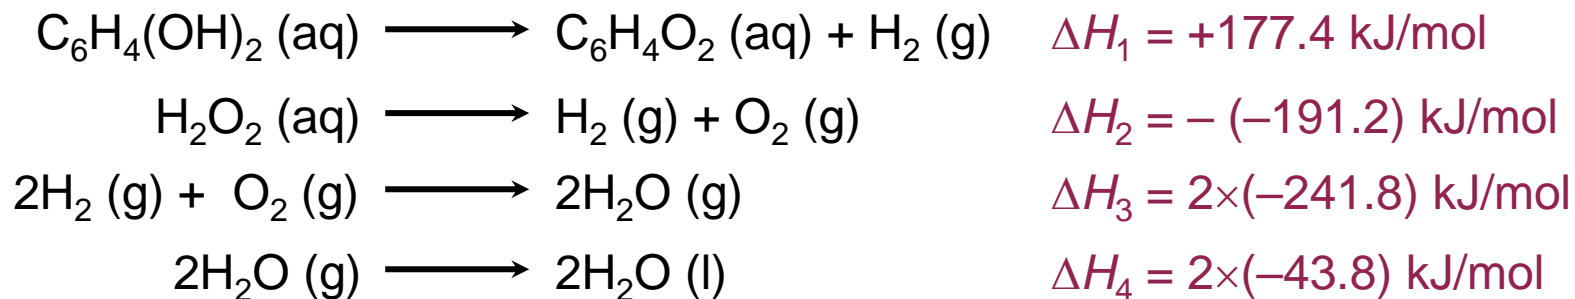 C₆H₄(OH)₂ (aq) ⟶ C₆H₄O₂ (aq) + H₂ (g) ΔH₁ = +177.4 kJ/mol
H₂O₂ (aq) ⟶ H₂ (g) + O₂ (g) ΔH₂ = – (–191.2) kJ/mol
2H₂ (g) + O₂ (g) ⟶ 2H₂O (g) ΔH₃ = 2×(–241.8) kJ/mol
2H₂O (g) ⟶ 2H₂O (l) ΔH₄ = 2×(–43.8) kJ/mol